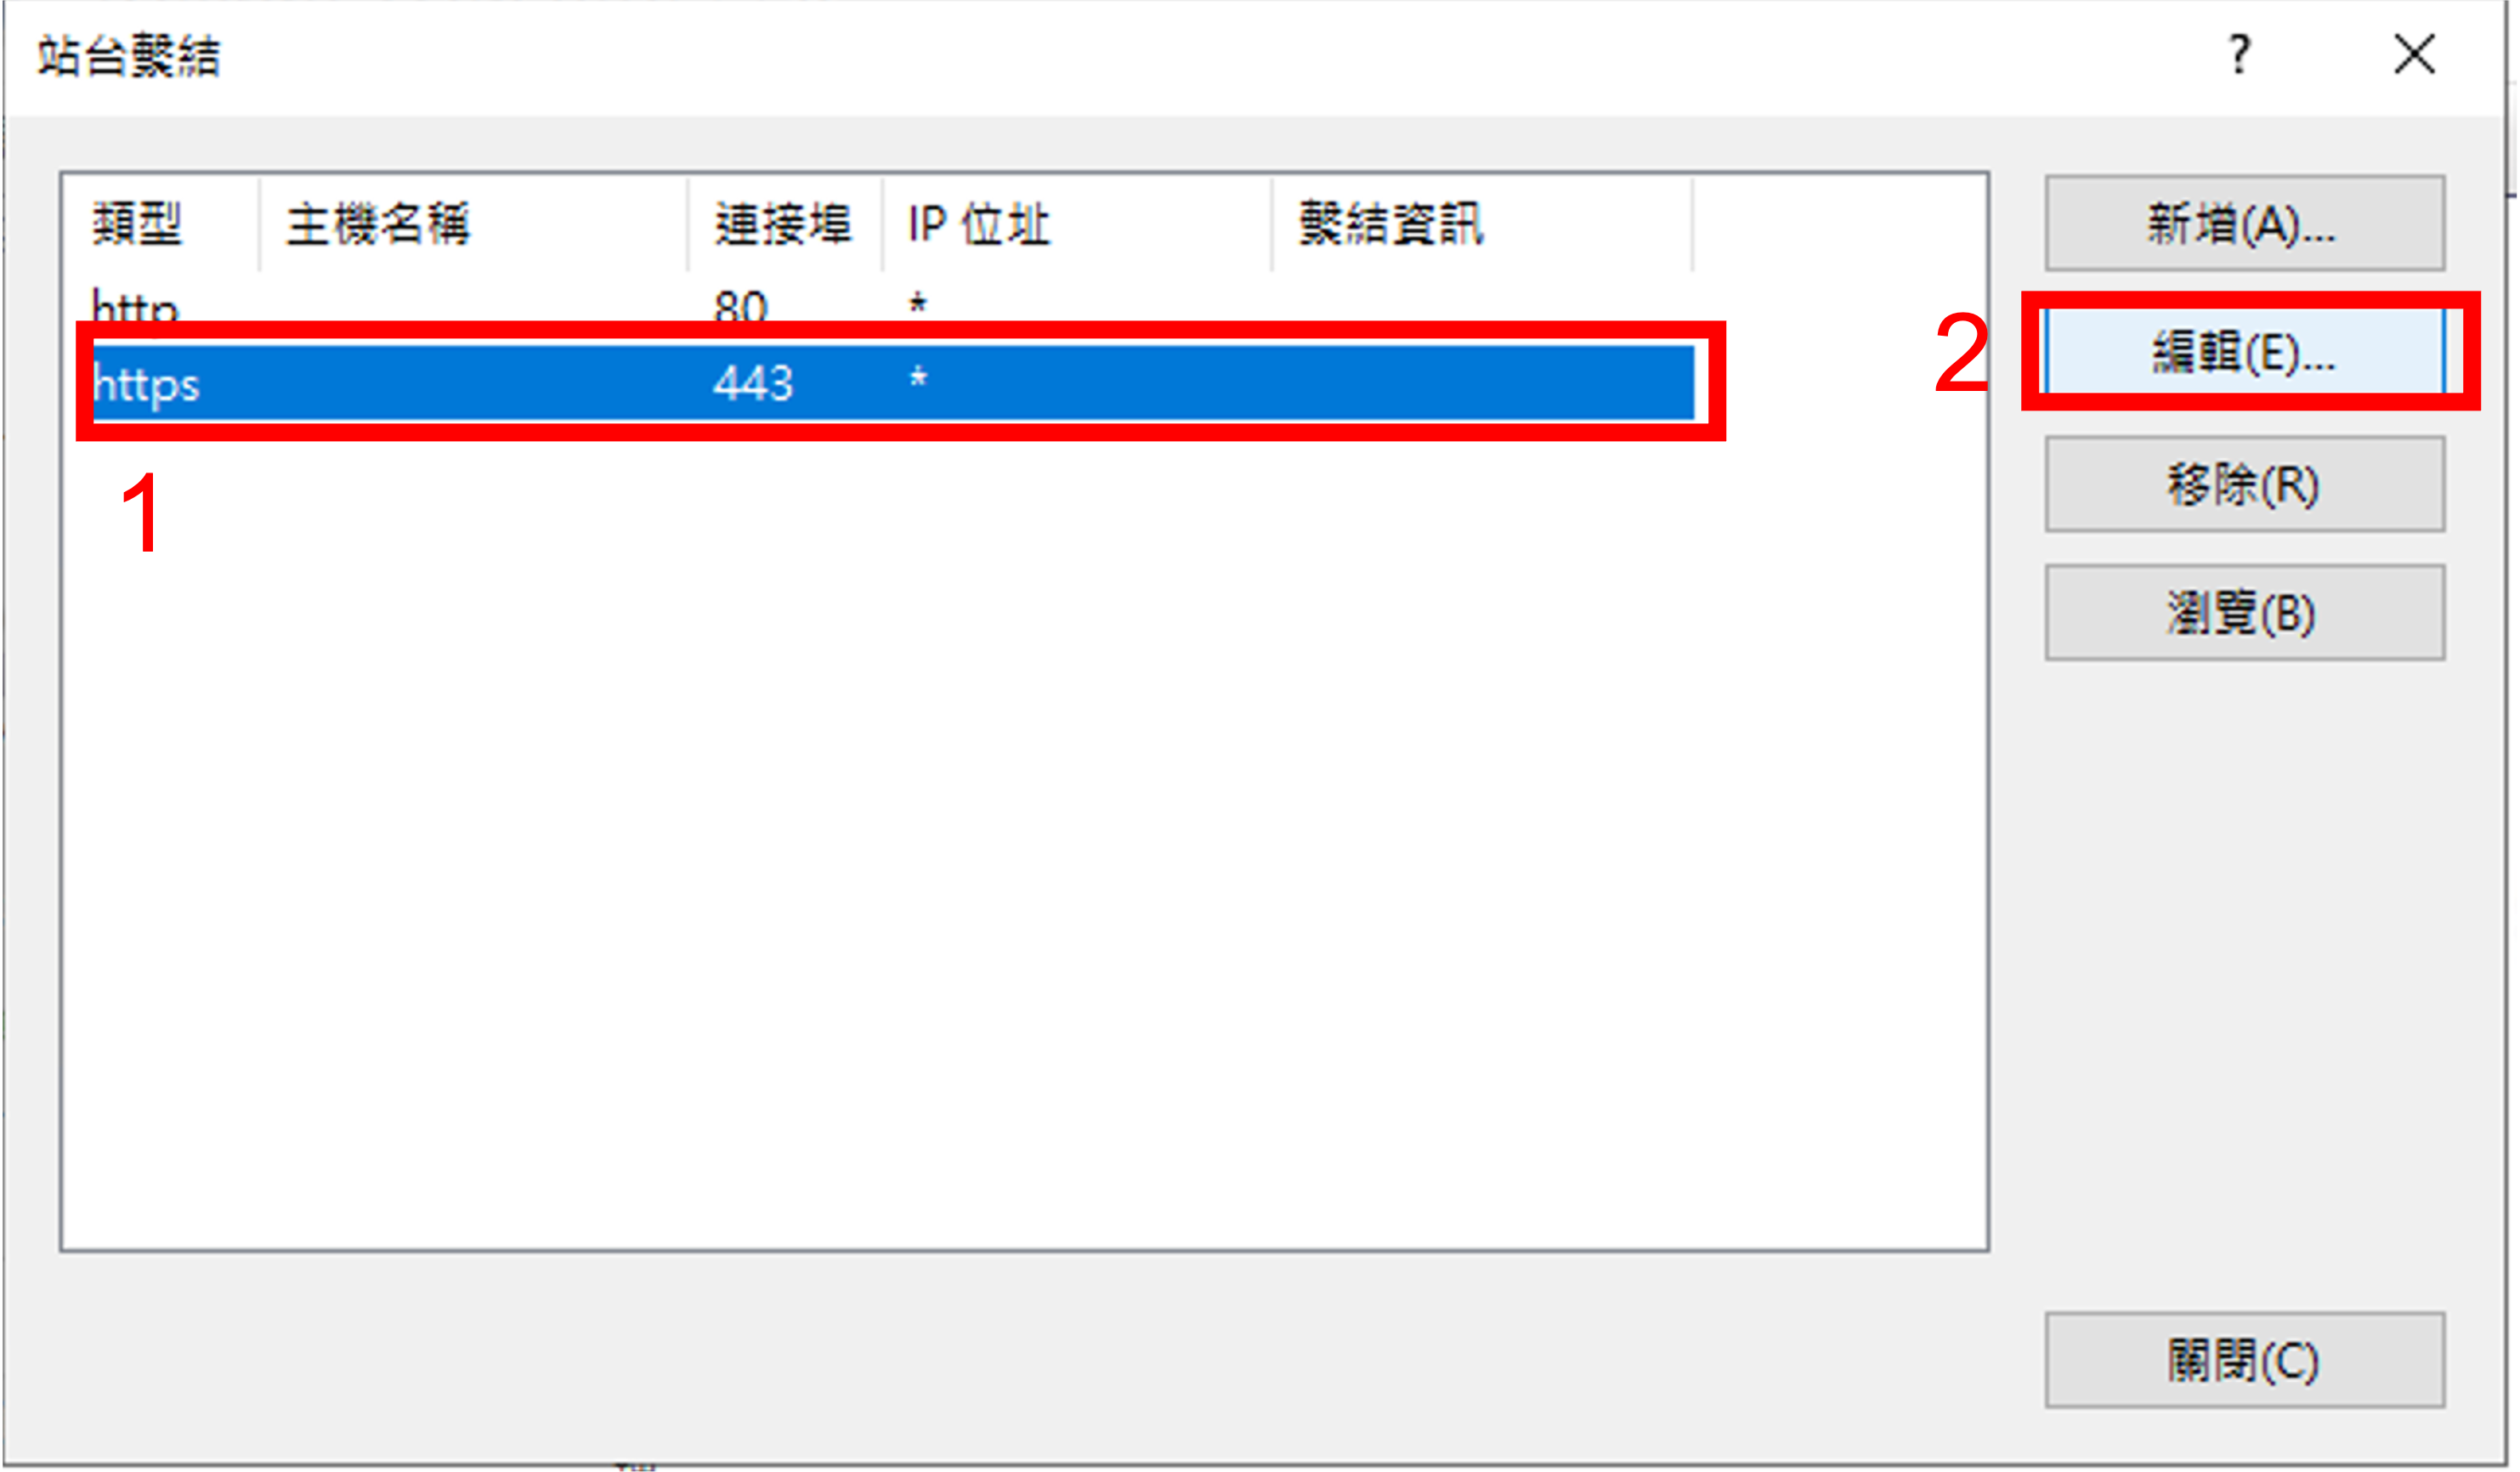 站台繫結
?
類型 主機名稱 連接埠 IP 位址 繫結資訊
http 80 *
https 443 *
1
新增(A)...
2
編輯(E)...
移除(R)
瀏覽(B)
關閉(C)